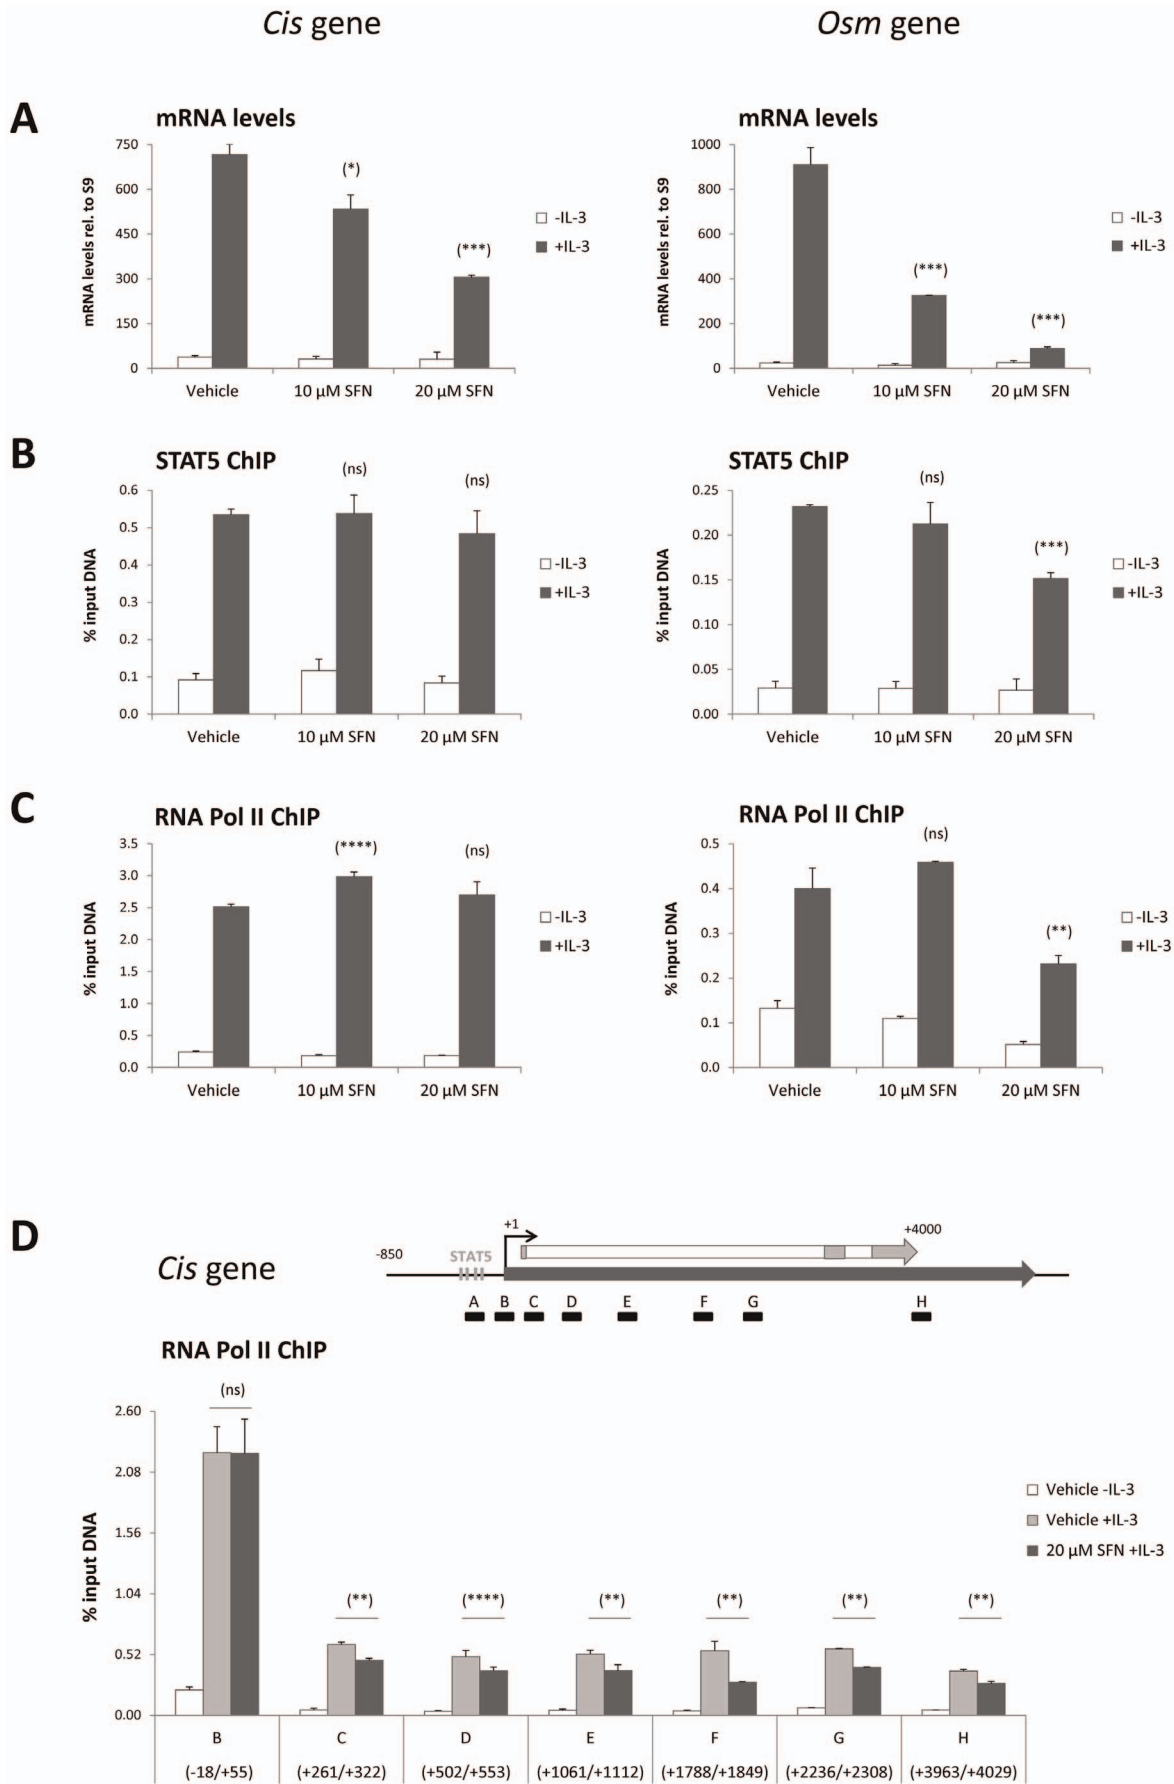 Cis gene
Osm gene
A
mRNA levels
mRNA levels rel. to S9
750
600
450
300
150
0
(*)
(***)
Vehicle
10 µM SFN
20 µM SFN
-IL-3
+IL-3
mRNA levels
mRNA levels rel. to S9
1000
800
600
400
200
0
(***)
(***)
Vehicle
10 µM SFN
20 µM SFN
-IL-3
+IL-3
B
STAT5 ChIP
% input DNA
0.6
0.5
0.4
0.3
0.2
0.1
0.0
(ns)
(ns)
Vehicle
10 µM SFN
20 µM SFN
-IL-3
+IL-3
STAT5 ChIP
% input DNA
0.25
0.20
0.15
0.10
0.05
0.00
(ns)
(***)
Vehicle
10 µM SFN
20 µM SFN
-IL-3
+IL-3
C
RNA Pol II ChIP
% input DNA
3.5
3.0
2.5
2.0
1.5
1.0
0.5
0.0
(****)
(ns)
Vehicle
10 µM SFN
20 µM SFN
-IL-3
+IL-3
RNA Pol II ChIP
% input DNA
0.5
0.4
0.3
0.2
0.1
0.0
(ns)
(**)
Vehicle
10 µM SFN
20 µM SFN
-IL-3
+IL-3
D
Cis gene
-850
STAT5
+1
+4000
A B C D E F G H
RNA Pol II ChIP
% input DNA
2.60
2.08
1.56
1.04
0.52
0.00
(ns)
(**)
(****)
(**)
(**)
(**)
(**)
Vehicle -IL-3
Vehicle +IL-3
20 µM SFN +IL-3
B C D E F G H
(-18/+55) (+261/+322) (+502/+553) (+1061/+1112) (+1788/+1849) (+2236/+2308) (+3963/+4029)